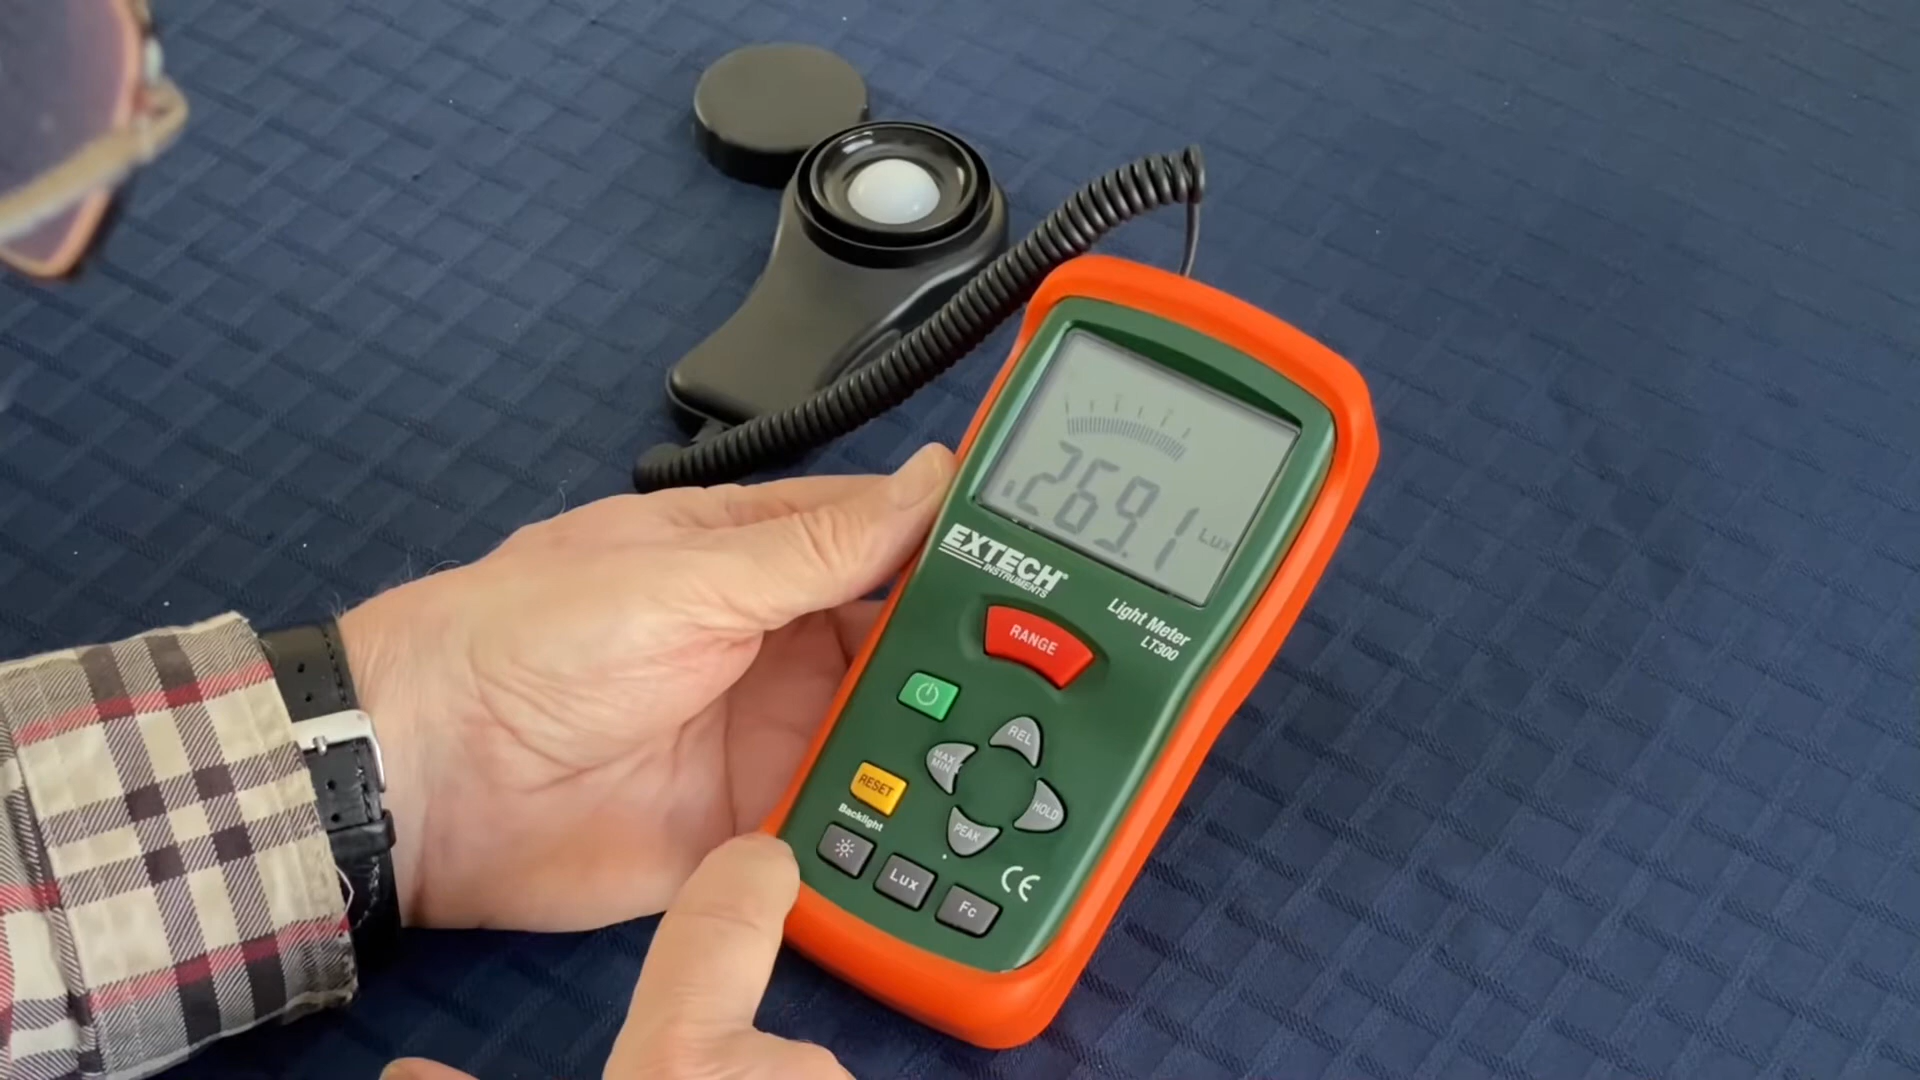 269.1
Lux
EXTECH®
INSTRUMENTS
Light Meter
LT300
RANGE
REL
MAX
MIN
HOLD
PEAK
RESET
Backlight
Lux
Fc
CE